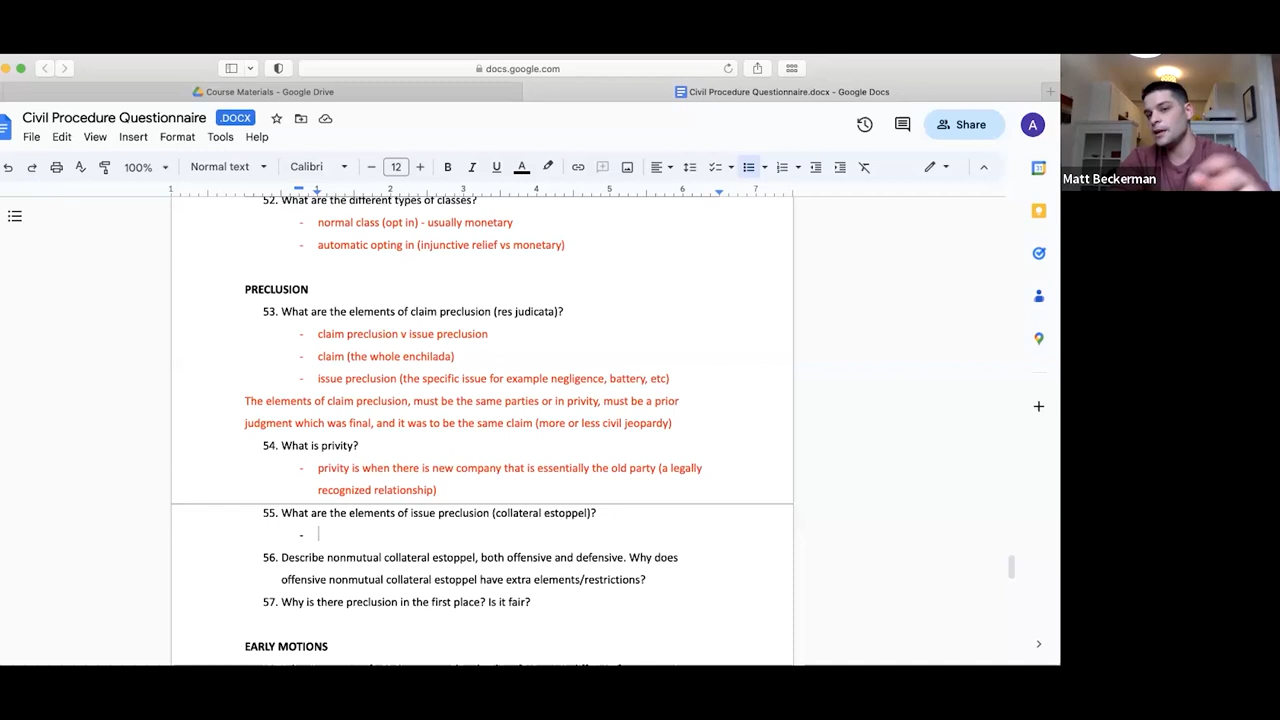 docs.google.com
Course Materials - Google Drive
Civil Procedure Questionnaire.docx - Google Docs
Civil Procedure Questionnaire .DOCX
File Edit View Insert Format Tools Help
Share
A
100% Normal text Calibri 12 B I U A
1 1 2 3 4 5 6 7
Matt Beckerman
52. What are the different types of classes?
- normal class (opt in) - usually monetary
- automatic opting in (injunctive relief vs monetary)
PRECLUSION
53. What are the elements of claim preclusion (res judicata)?
- claim preclusion v issue preclusion
- claim (the whole enchilada)
- issue preclusion (the specific issue for example negligence, battery, etc)
The elements of claim preclusion, must be the same parties or in privity, must be a prior
judgment which was final, and it was to be the same claim (more or less civil jeopardy)
54. What is privity?
- privity is when there is new company that is essentially the old party (a legally
recognized relationship)
55. What are the elements of issue preclusion (collateral estoppel)?
-
56. Describe nonmutual collateral estoppel, both offensive and defensive. Why does
offensive nonmutual collateral estoppel have extra elements/restrictions?
57. Why is there preclusion in the first place? Is it fair?
EARLY MOTIONS